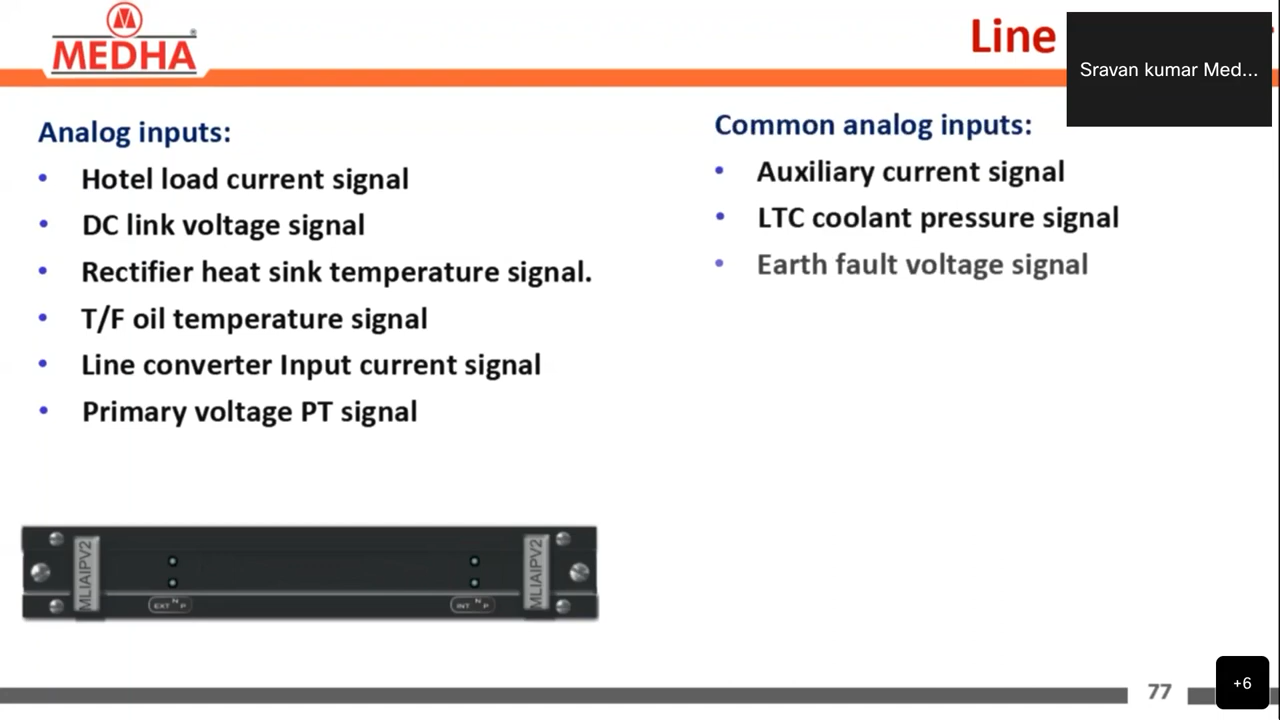 MEDHA
®
Line
Sravan kumar Med...
Analog inputs:
• Hotel load current signal
• DC link voltage signal
• Rectifier heat sink temperature signal.
• T/F oil temperature signal
• Line converter Input current signal
• Primary voltage PT signal
Common analog inputs:
• Auxiliary current signal
• LTC coolant pressure signal
• Earth fault voltage signal
MLIAIPV2
EXT N P
INT N P
MLIAIPV2
77
+6